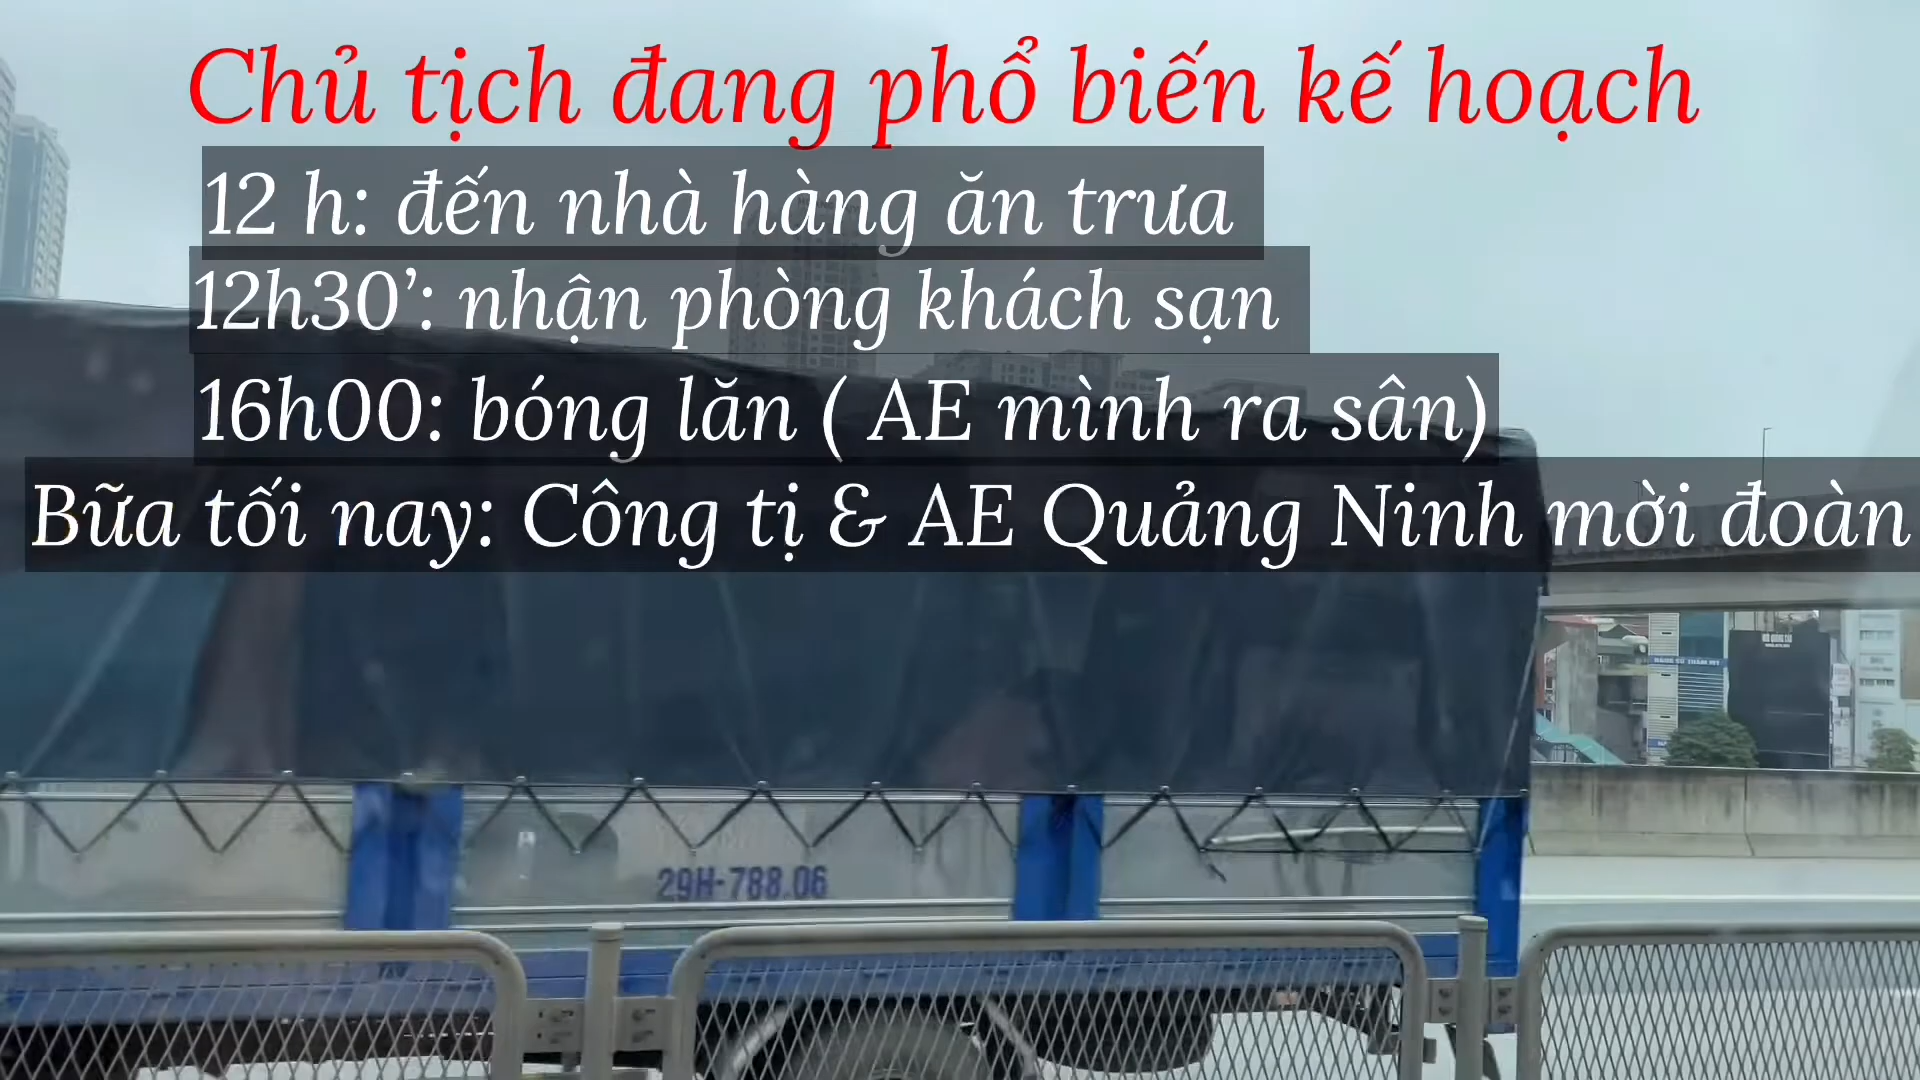 Chủ tịch đang phổ biến kế hoạch
12 h: đến nhà hàng ăn trưa
12h30’: nhận phòng khách sạn
16h00: bóng lăn ( AE mình ra sân)
Bữa tối nay: Công tị & AE Quảng Ninh mời đoàn
29H-788.06